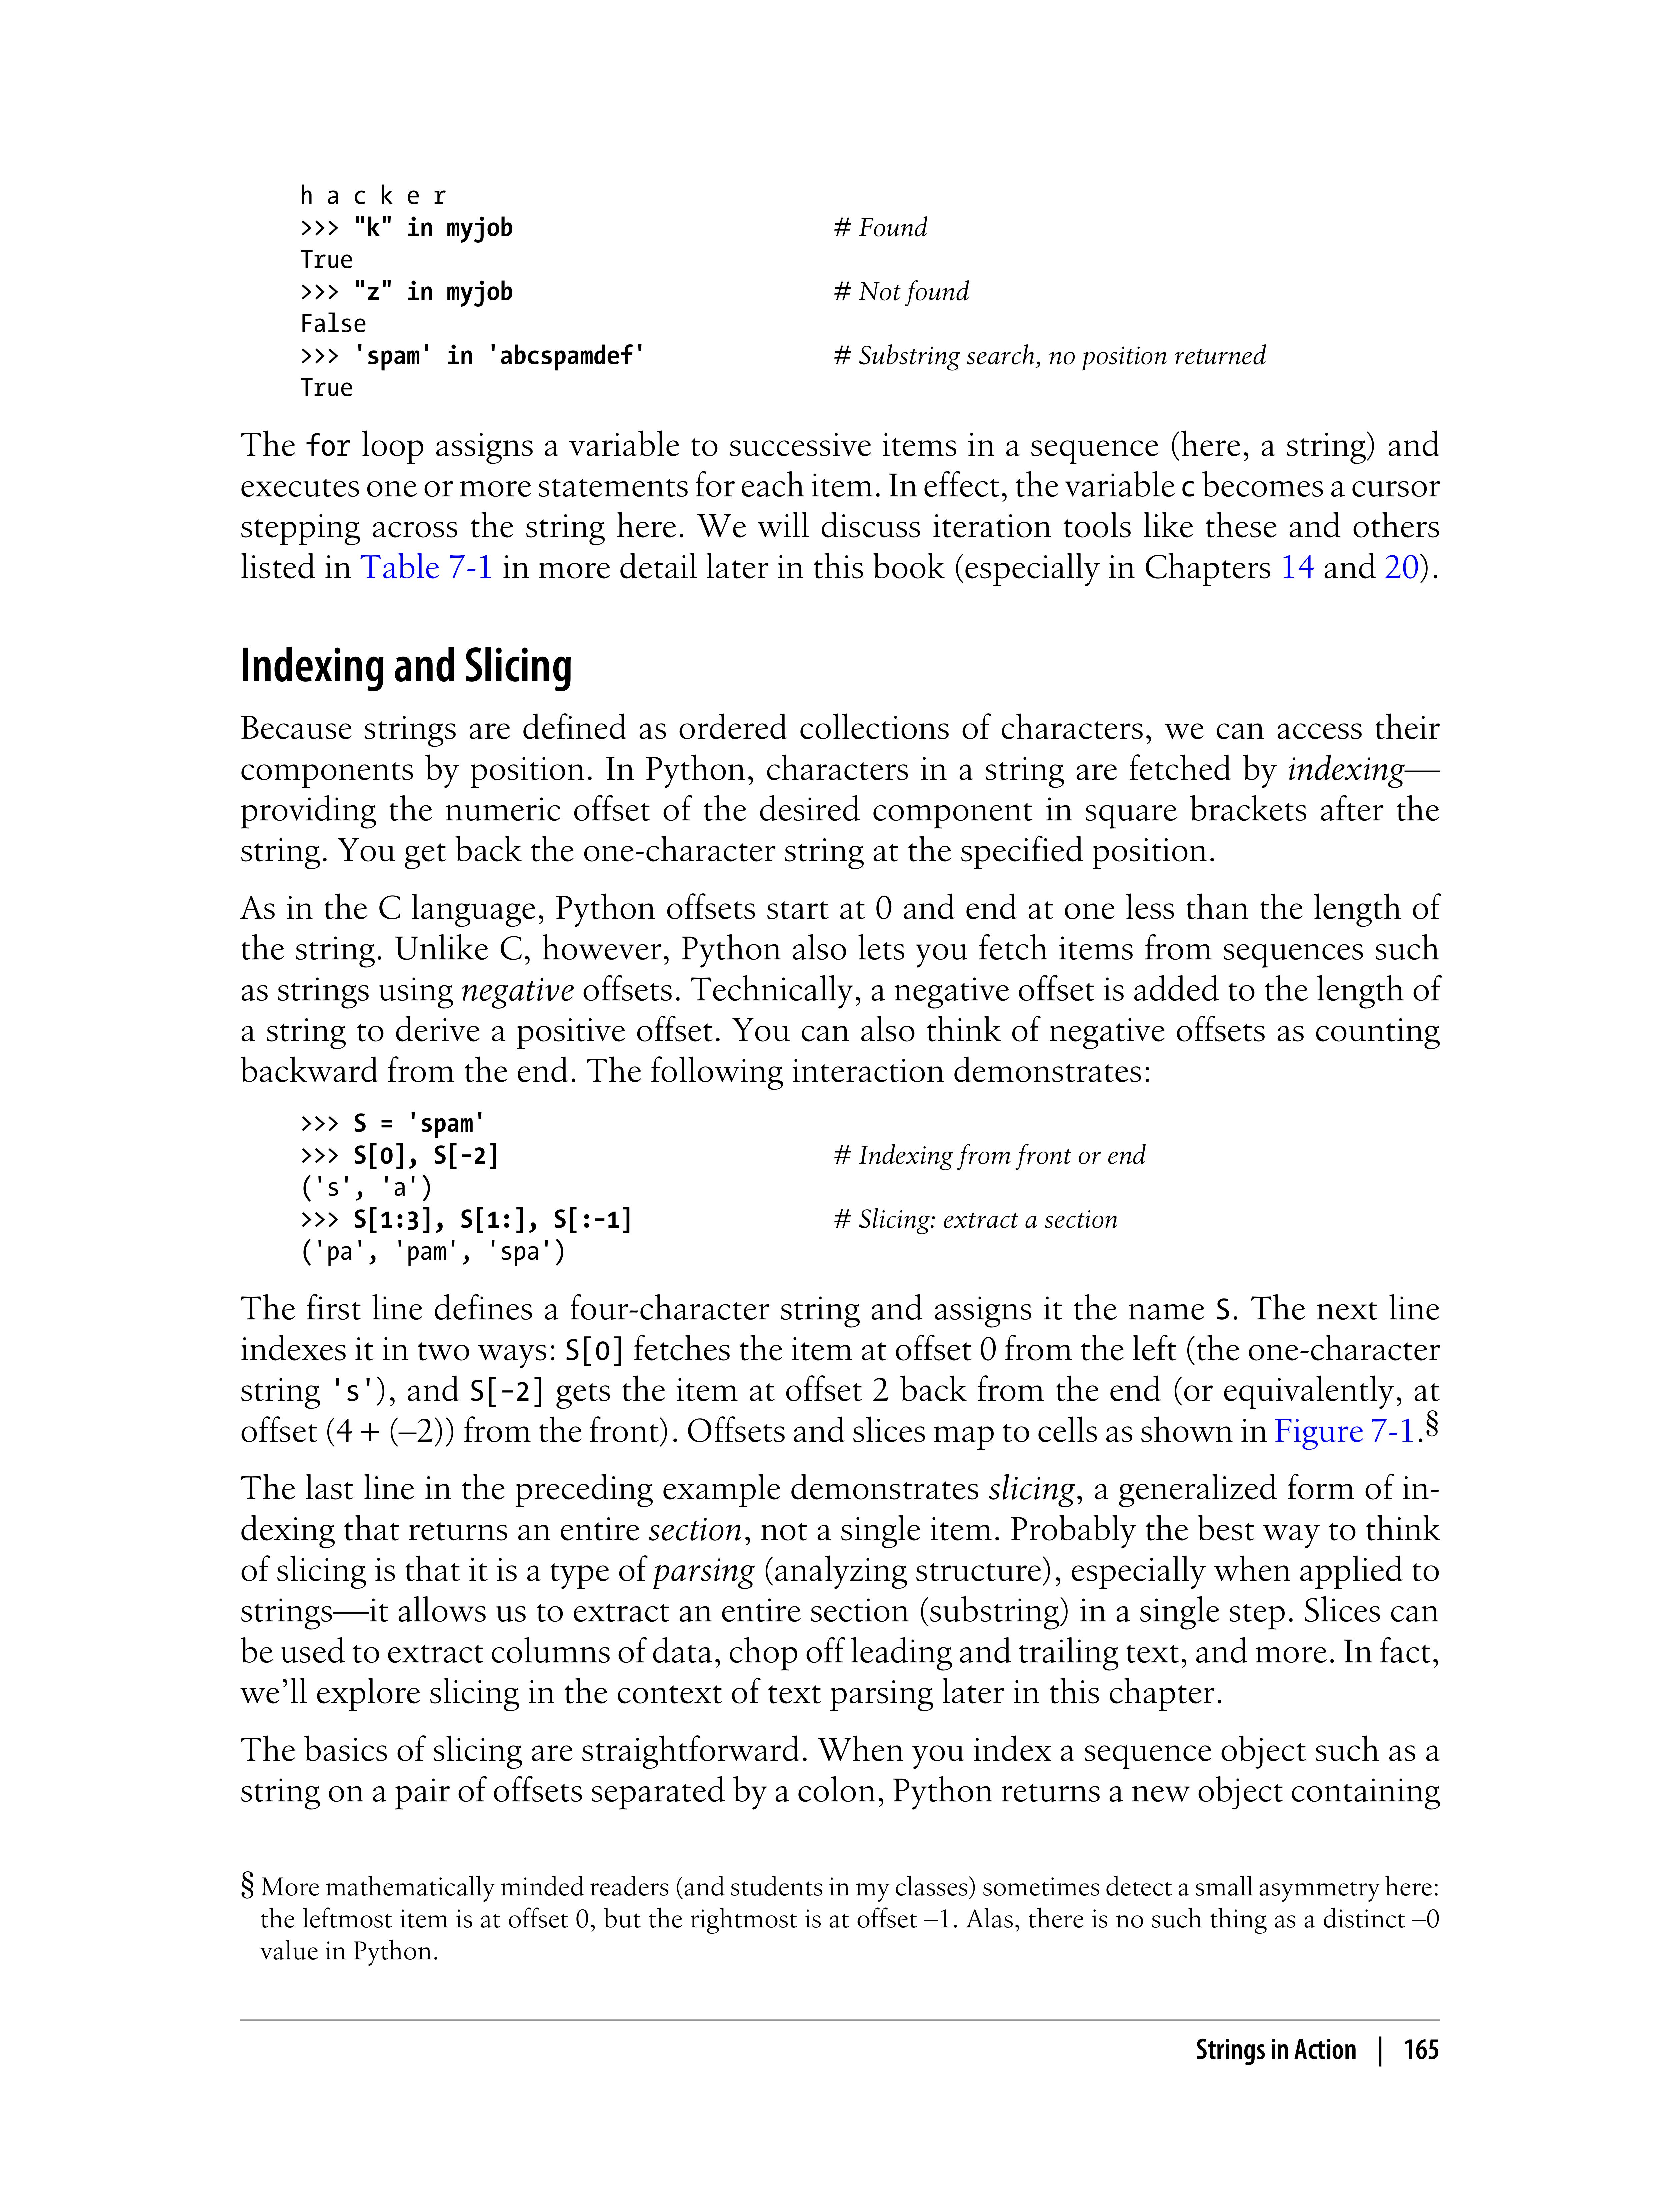 h a c k e r
>>> "k" in myjob # Found
True
>>> "z" in myjob # Not found
False
>>> 'spam' in 'abcspamdef' # Substring search, no position returned
True
The for loop assigns a variable to successive items in a sequence (here, a string) and
executes one or more statements for each item. In effect, the variable c becomes a cursor
stepping across the string here. We will discuss iteration tools like these and others
listed in Table 7-1 in more detail later in this book (especially in Chapters 14 and 20).
Indexing and Slicing
Because strings are defined as ordered collections of characters, we can access their
components by position. In Python, characters in a string are fetched by indexing—
providing the numeric offset of the desired component in square brackets after the
string. You get back the one-character string at the specified position.
As in the C language, Python offsets start at 0 and end at one less than the length of
the string. Unlike C, however, Python also lets you fetch items from sequences such
as strings using negative offsets. Technically, a negative offset is added to the length of
a string to derive a positive offset. You can also think of negative offsets as counting
backward from the end. The following interaction demonstrates:
>>> S = 'spam'
>>> S[0], S[-2] # Indexing from front or end
('s', 'a')
>>> S[1:3], S[1:], S[:-1] # Slicing: extract a section
('pa', 'pam', 'spa')
The first line defines a four-character string and assigns it the name S. The next line
indexes it in two ways: S[0] fetches the item at offset 0 from the left (the one-character
string 's'), and S[-2] gets the item at offset 2 back from the end (or equivalently, at
offset (4 + (–2)) from the front). Offsets and slices map to cells as shown in Figure 7-1.§
The last line in the preceding example demonstrates slicing, a generalized form of in-
dexing that returns an entire section, not a single item. Probably the best way to think
of slicing is that it is a type of parsing (analyzing structure), especially when applied to
strings—it allows us to extract an entire section (substring) in a single step. Slices can
be used to extract columns of data, chop off leading and trailing text, and more. In fact,
we’ll explore slicing in the context of text parsing later in this chapter.
The basics of slicing are straightforward. When you index a sequence object such as a
string on a pair of offsets separated by a colon, Python returns a new object containing
§ More mathematically minded readers (and students in my classes) sometimes detect a small asymmetry here:
the leftmost item is at offset 0, but the rightmost is at offset –1. Alas, there is no such thing as a distinct –0
value in Python.
Strings in Action | 165